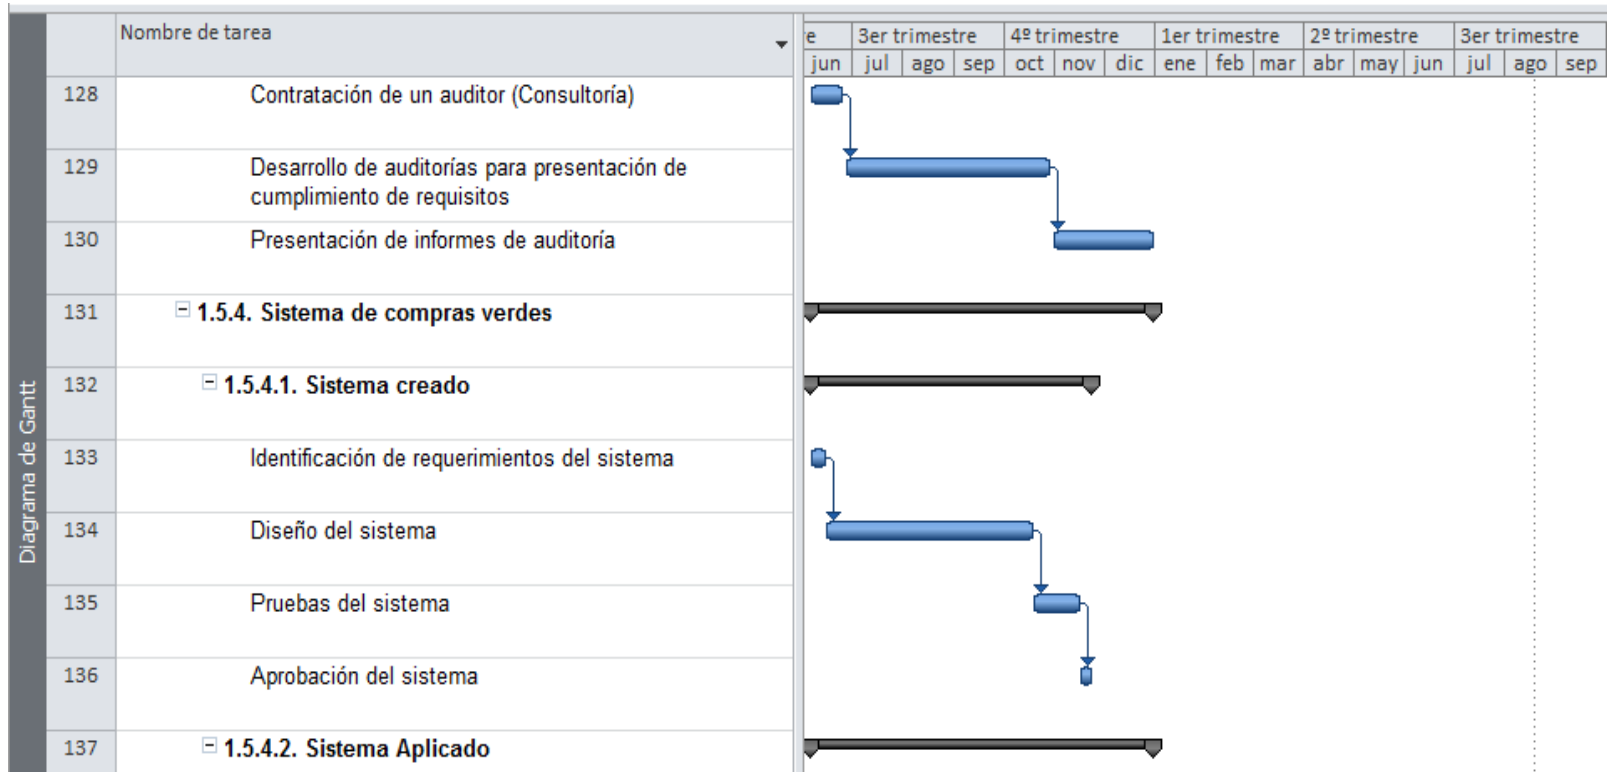 Nombre de tarea
re 3er trimestre 4º trimestre 1er trimestre 2º trimestre 3er trimestre
jun jul ago sep oct nov dic ene feb mar abr may jun jul ago sep
128 Contratación de un auditor (Consultoría)
129 Desarrollo de auditorías para presentación de
cumplimiento de requisitos
130 Presentación de informes de auditoría
131 1.5.4. Sistema de compras verdes
132 1.5.4.1. Sistema creado
133 Identificación de requerimientos del sistema
134 Diseño del sistema
135 Pruebas del sistema
136 Aprobación del sistema
137 1.5.4.2. Sistema Aplicado
Diagrama de Gantt